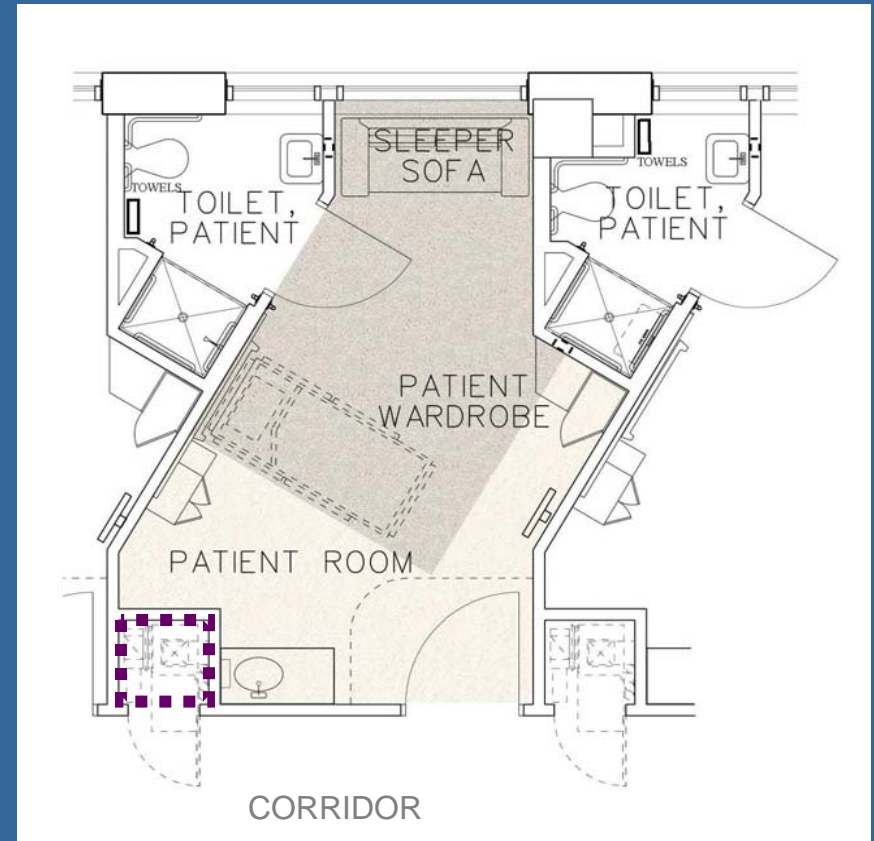 SLEEPER
SOFA
TOWELS
TOILET,
PATIENT
TOWELS
TOILET,
PATIENT
PATIENT
WARDROBE
PATIENT ROOM
CORRIDOR